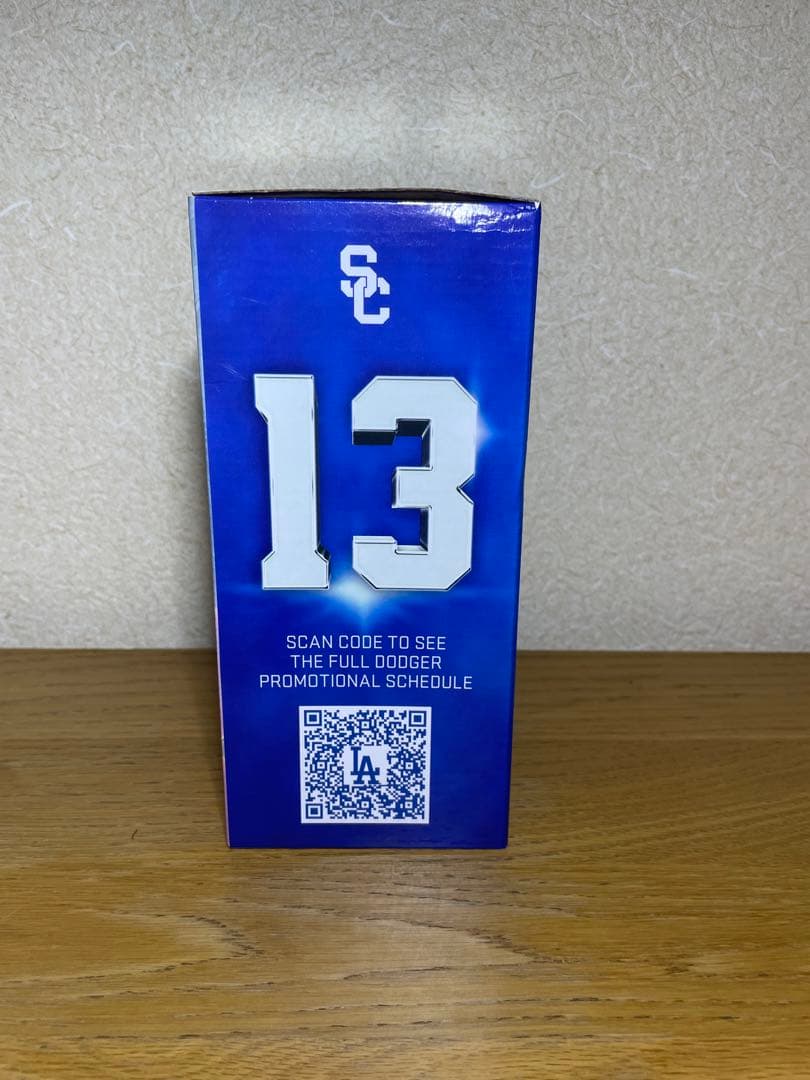 SC
13
SCAN CODE TO SEE
THE FULL DODGER
PROMOTIONAL SCHEDULE
LA